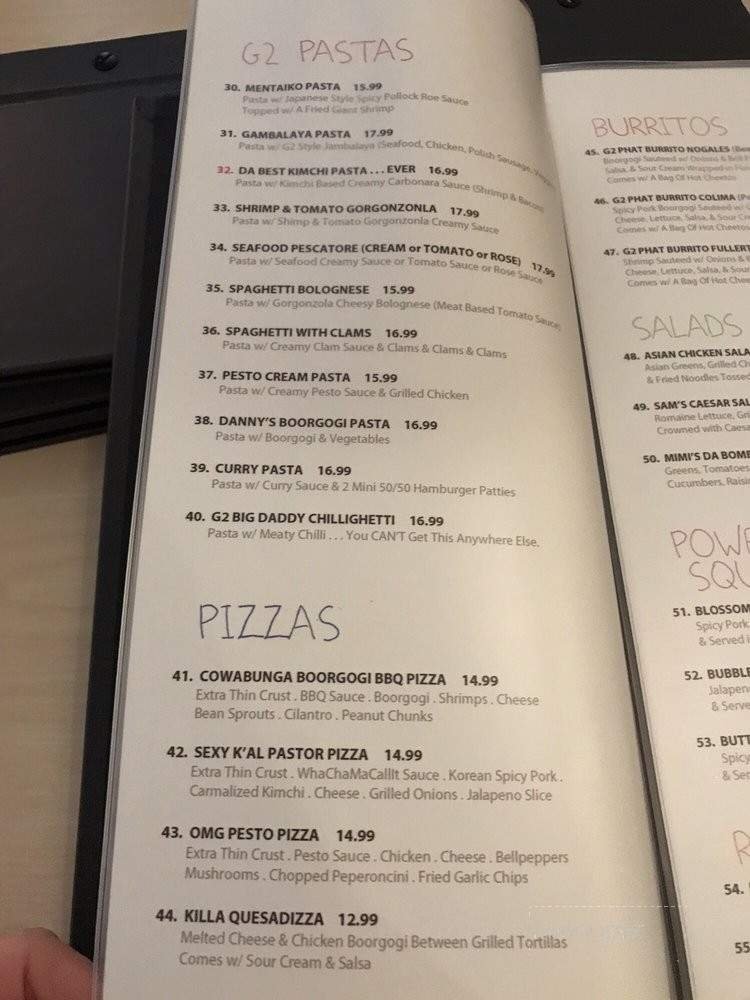 G2 PASTAS
30. MENTAIKO PASTA 15.99
Pasta w/ Japanese Style Spicy Pollock Roe Sauce
Topped w/ A Fried Giant Shrimp
31. GAMBALAYA PASTA 17.99
Pasta w/ G2 Style Jambalaya (Seafood, Chicken, Polish Sausage,
32. DA BEST KIMCHI PASTA . . . EVER 16.99
Pasta w/ Kimchi Based Creamy Carbonara Sauce (Shrimp & Bacon)
33. SHRIMP & TOMATO GORGONZONLA 17.99
Pasta w/ Shimp & Tomato Gorgonzonla Creamy Sauce
34. SEAFOOD PESCATORE (CREAM or TOMATO or ROSE) 17.99
Pasta w/ Seafood Creamy Sauce or Tomato Sauce or Rose Sauce
35. SPAGHETTI BOLOGNESE 15.99
Pasta w/ Gorgonzola Cheesy Bolognese (Meat Based Tomato Sauce)
36. SPAGHETTI WITH CLAMS 16.99
Pasta w/ Creamy Clam Sauce & Clams & Clams & Clams
37. PESTO CREAM PASTA 15.99
Pasta w/ Creamy Pesto Sauce & Grilled Chicken
38. DANNY'S BOORGOGI PASTA 16.99
Pasta w/ Boorgogi & Vegetables
39. CURRY PASTA 16.99
Pasta w/ Curry Sauce & 2 Mini 50/50 Hamburger Patties
40. G2 BIG DADDY CHILLIGHETTI 16.99
Pasta w/ Meaty Chilli . . . You CAN'T Get This Anywhere Else.
PIZZAS
41. COWABUNGA BOORGOGI BBQ PIZZA 14.99
Extra Thin Crust . BBQ Sauce . Boorgogi . Shrimps . Cheese
Bean Sprouts . Cilantro . Peanut Chunks
42. SEXY K'AL PASTOR PIZZA 14.99
Extra Thin Crust . WhaChaMaCallIt Sauce . Korean Spicy Pork .
Carmalized Kimchi . Cheese . Grilled Onions . Jalapeno Slice
43. OMG PESTO PIZZA 14.99
Extra Thin Crust . Pesto Sauce . Chicken . Cheese . Bellpeppers
Mushrooms . Chopped Peperoncini . Fried Garlic Chips
44. KILLA QUESADIZZA 12.99
Melted Cheese & Chicken Boorgogi Between Grilled Tortillas
Comes w/ Sour Cream & Salsa
BURRITOS
45. G2 PHAT BURRITO NOGALES
Boorgogi Sauteed w/ Onions &
Salsa, & Sour Cream Wrapped in
Comes w/ A Bag Of Hot Cheetos
46. G2 PHAT BURRITO COLIMA
Spicy Pork Boorgogi Sauteed w/
Cheese, Lettuce, Salsa, & Sour
Comes w/ A Bag Of Hot Cheetos
47. G2 PHAT BURRITO
Shrimp Sauteed w/ Onions &
Cheese, Lettuce, Salsa, & Sour
Comes w/ A Bag Of Hot
SALADS
48. ASIAN CHICKEN
Asian Greens, Grilled
& Fried Noodles Tossed
49. SAM'S CAESAR
Romaine Lettuce,
Crowned with
50. MIMI'S DA
Greens, Tomatoes
Cucumbers,
51. BLOSSOM
Spicy Pork
& Served
52.
& Serve
53.
Spicy
54.
55